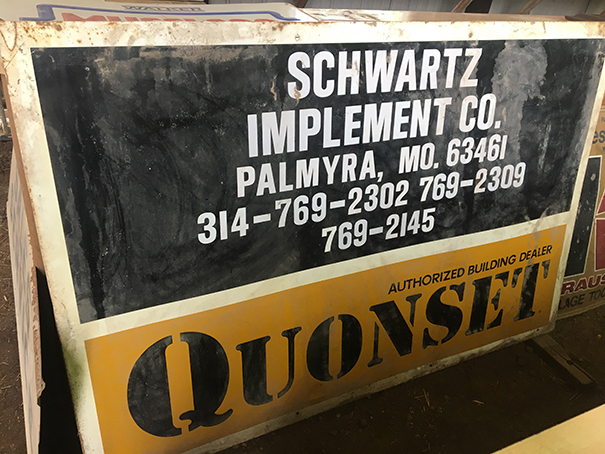 SCHWARTZ
IMPLEMENT CO.
PALMYRA, MO. 63461
314-769-2302 769-2309
769-2145
AUTHORIZED BUILDING DEALER
QUONSET